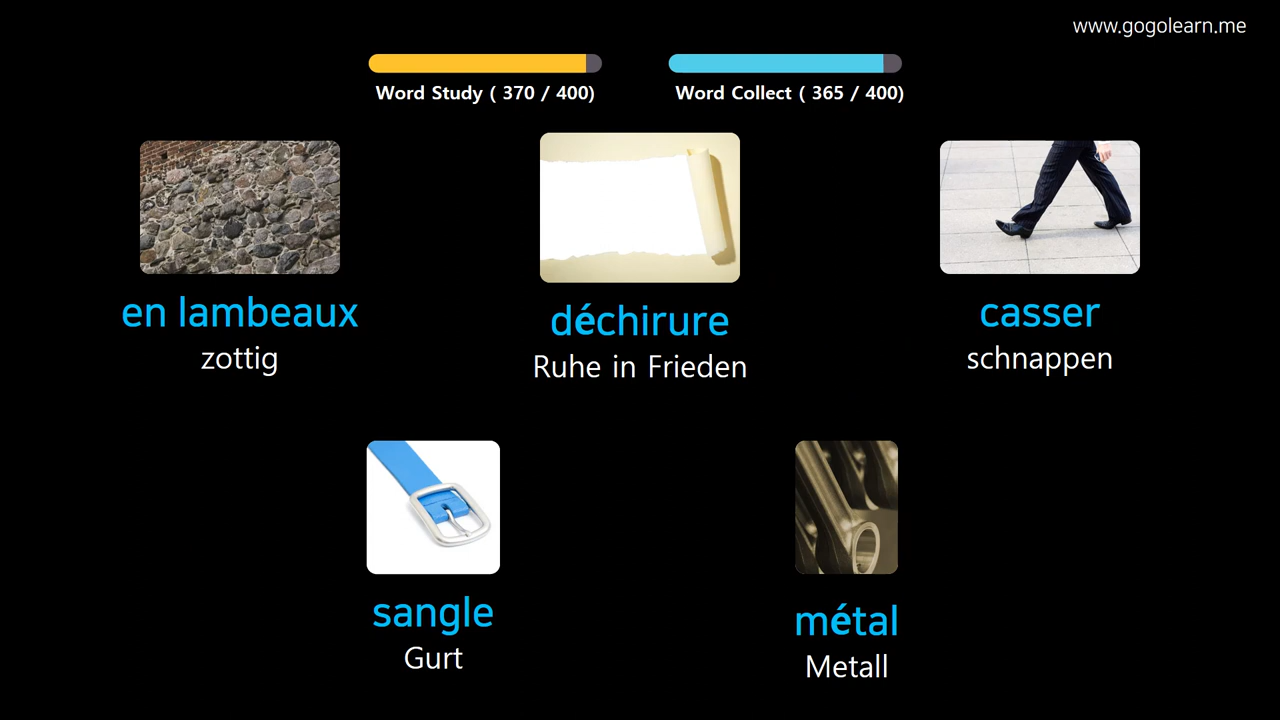 www.gogolearn.me
Word Study ( 370 / 400)
Word Collect ( 365 / 400)
en lambeaux
zottig
déchirure
Ruhe in Frieden
casser
schnappen
sangle
Gurt
métal
Metall